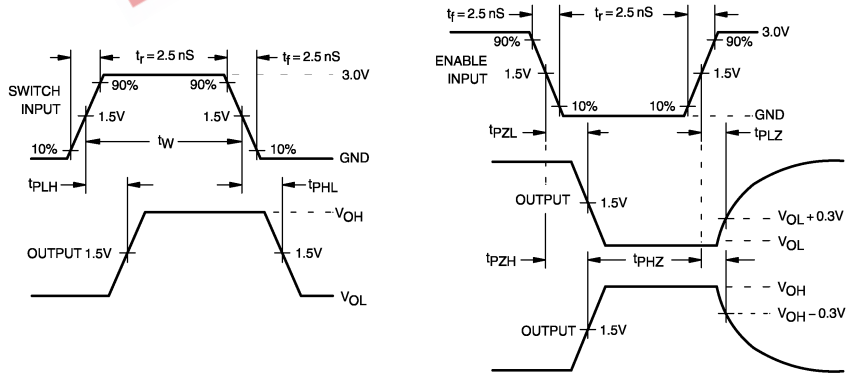 tr = 2.5 nS
tf = 2.5 nS
3.0V
SWITCH
INPUT
90%
90%
1.5V
1.5V
tW
10%
10%
GND
tPLH
tPHL
VOH
OUTPUT 1.5V
1.5V
VOL
tf = 2.5 nS
tr = 2.5 nS
3.0V
90%
90%
ENABLE
INPUT
1.5V
1.5V
10%
10%
GND
tPZL
tPLZ
OUTPUT
1.5V
VOL + 0.3V
VOL
tPZH
tPHZ
VOH
VOH – 0.3V
OUTPUT
1.5V